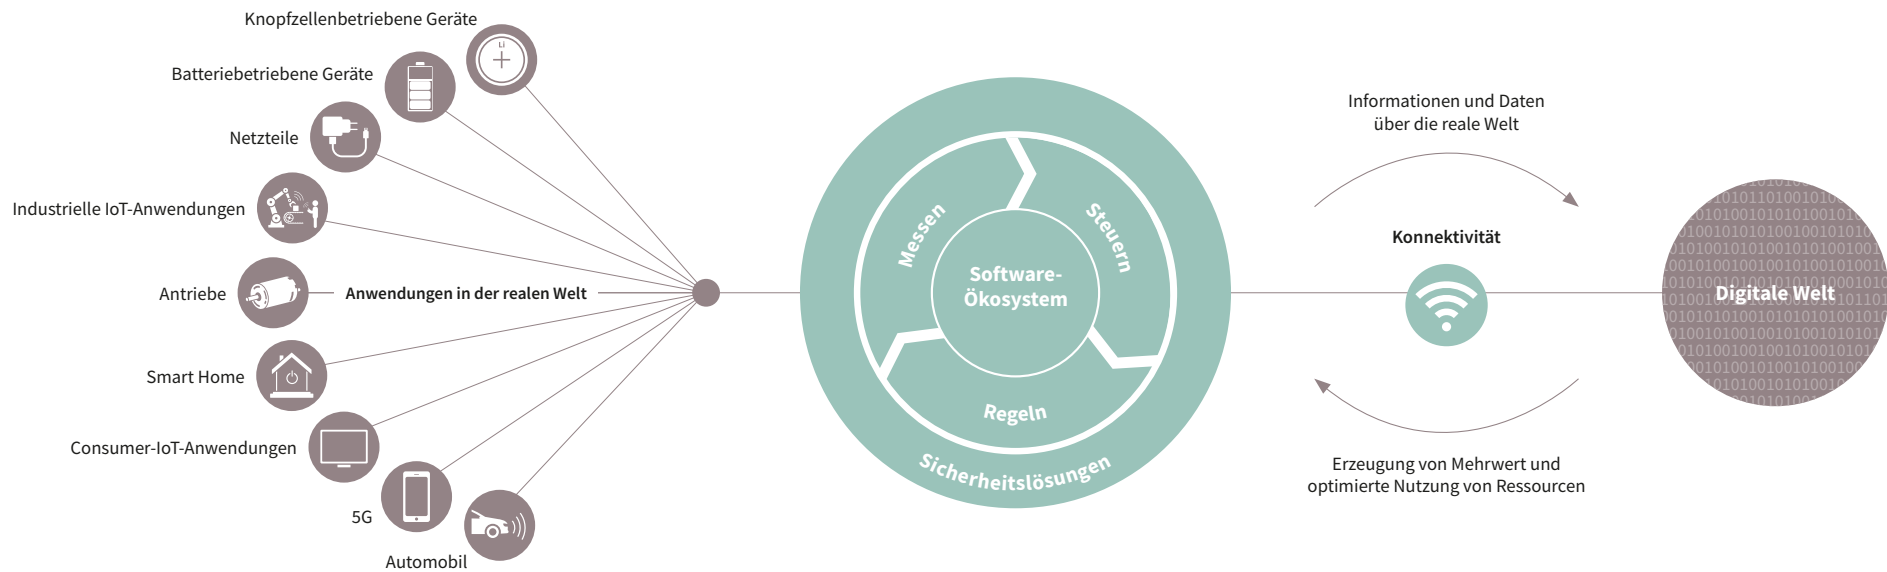 Knopfzellenbetriebene Geräte
Li
Batteriebetriebene Geräte
Netzteile
Industrielle IoT-Anwendungen
Antriebe
Anwendungen in der realen Welt
Smart Home
Consumer-IoT-Anwendungen
5G
Automobil
Messen
Steuern
Software-
Ökosystem
Regeln
Sicherheitslösungen
Informationen und Daten
über die reale Welt
Konnektivität
Erzeugung von Mehrwert und
optimierte Nutzung von Ressourcen
Digitale Welt